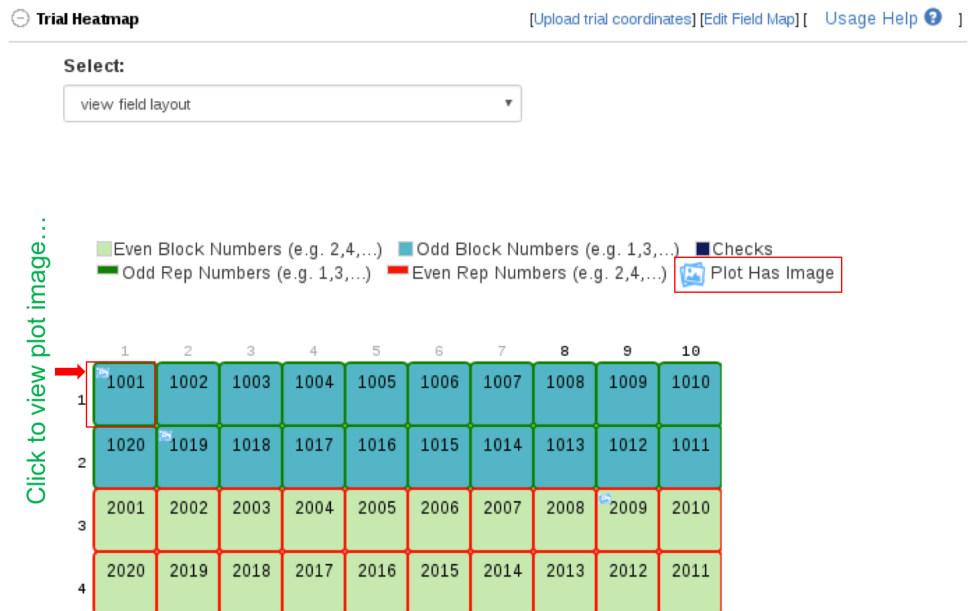 Trial Heatmap [Upload trial coordinates] [Edit Field Map] [ Usage Help ? ]
Select:
view field layout
Click to view plot image...
Even Block Numbers (e.g. 2,4,...) Odd Block Numbers (e.g. 1,3,...) Checks
Odd Rep Numbers (e.g. 1,3,...) Even Rep Numbers (e.g. 2,4,...) Plot Has Image
1 2 3 4 5 6 7 8 9 10
1 1001 1002 1003 1004 1005 1006 1007 1008 1009 1010
2 1020 1019 1018 1017 1016 1015 1014 1013 1012 1011
3 2001 2002 2003 2004 2005 2006 2007 2008 2009 2010
4 2020 2019 2018 2017 2016 2015 2014 2013 2012 2011